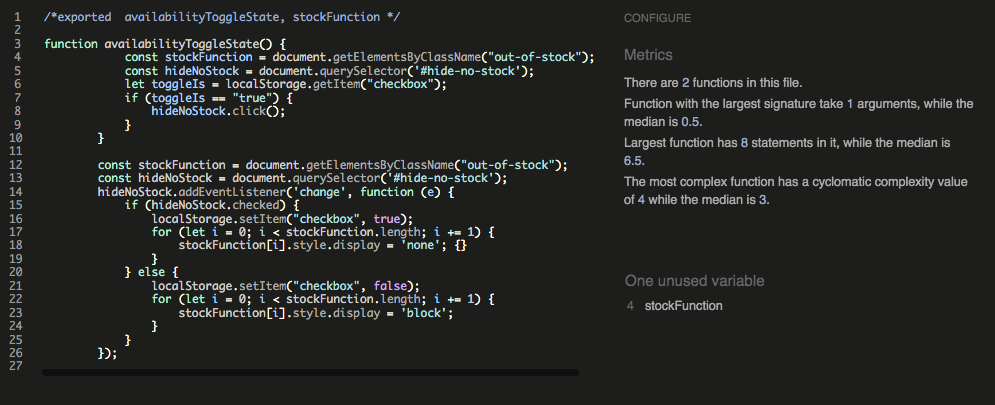 1 /*exported  availabilityToggleState, stockFunction */
2
3 function availabilityToggleState() {
4 const stockFunction = document.getElementsByClassName("out-of-stock");
5 const hideNoStock = document.querySelector('#hide-no-stock');
6 let toggleIs = localStorage.getItem("checkbox");
7 if (toggleIs == "true") {
8 hideNoStock.click();
9 }
10 }
11
12 const stockFunction = document.getElementsByClassName("out-of-stock");
13 const hideNoStock = document.querySelector('#hide-no-stock');
14 hideNoStock.addEventListener('change', function (e) {
15 if (hideNoStock.checked) {
16 localStorage.setItem("checkbox", true);
17 for (let i = 0; i < stockFunction.length; i += 1) {
18 stockFunction[i].style.display = 'none'; {}
19 }
20 } else {
21 localStorage.setItem("checkbox", false);
22 for (let i = 0; i < stockFunction.length; i += 1) {
23 stockFunction[i].style.display = 'block';
24 }
25 }
26 });
27
CONFIGURE
Metrics
There are 2 functions in this file.
Function with the largest signature take 1 arguments, while the
median is 0.5.
Largest function has 8 statements in it, while the median is
6.5.
The most complex function has a cyclomatic complexity value
of 4 while the median is 3.
One unused variable
4 stockFunction